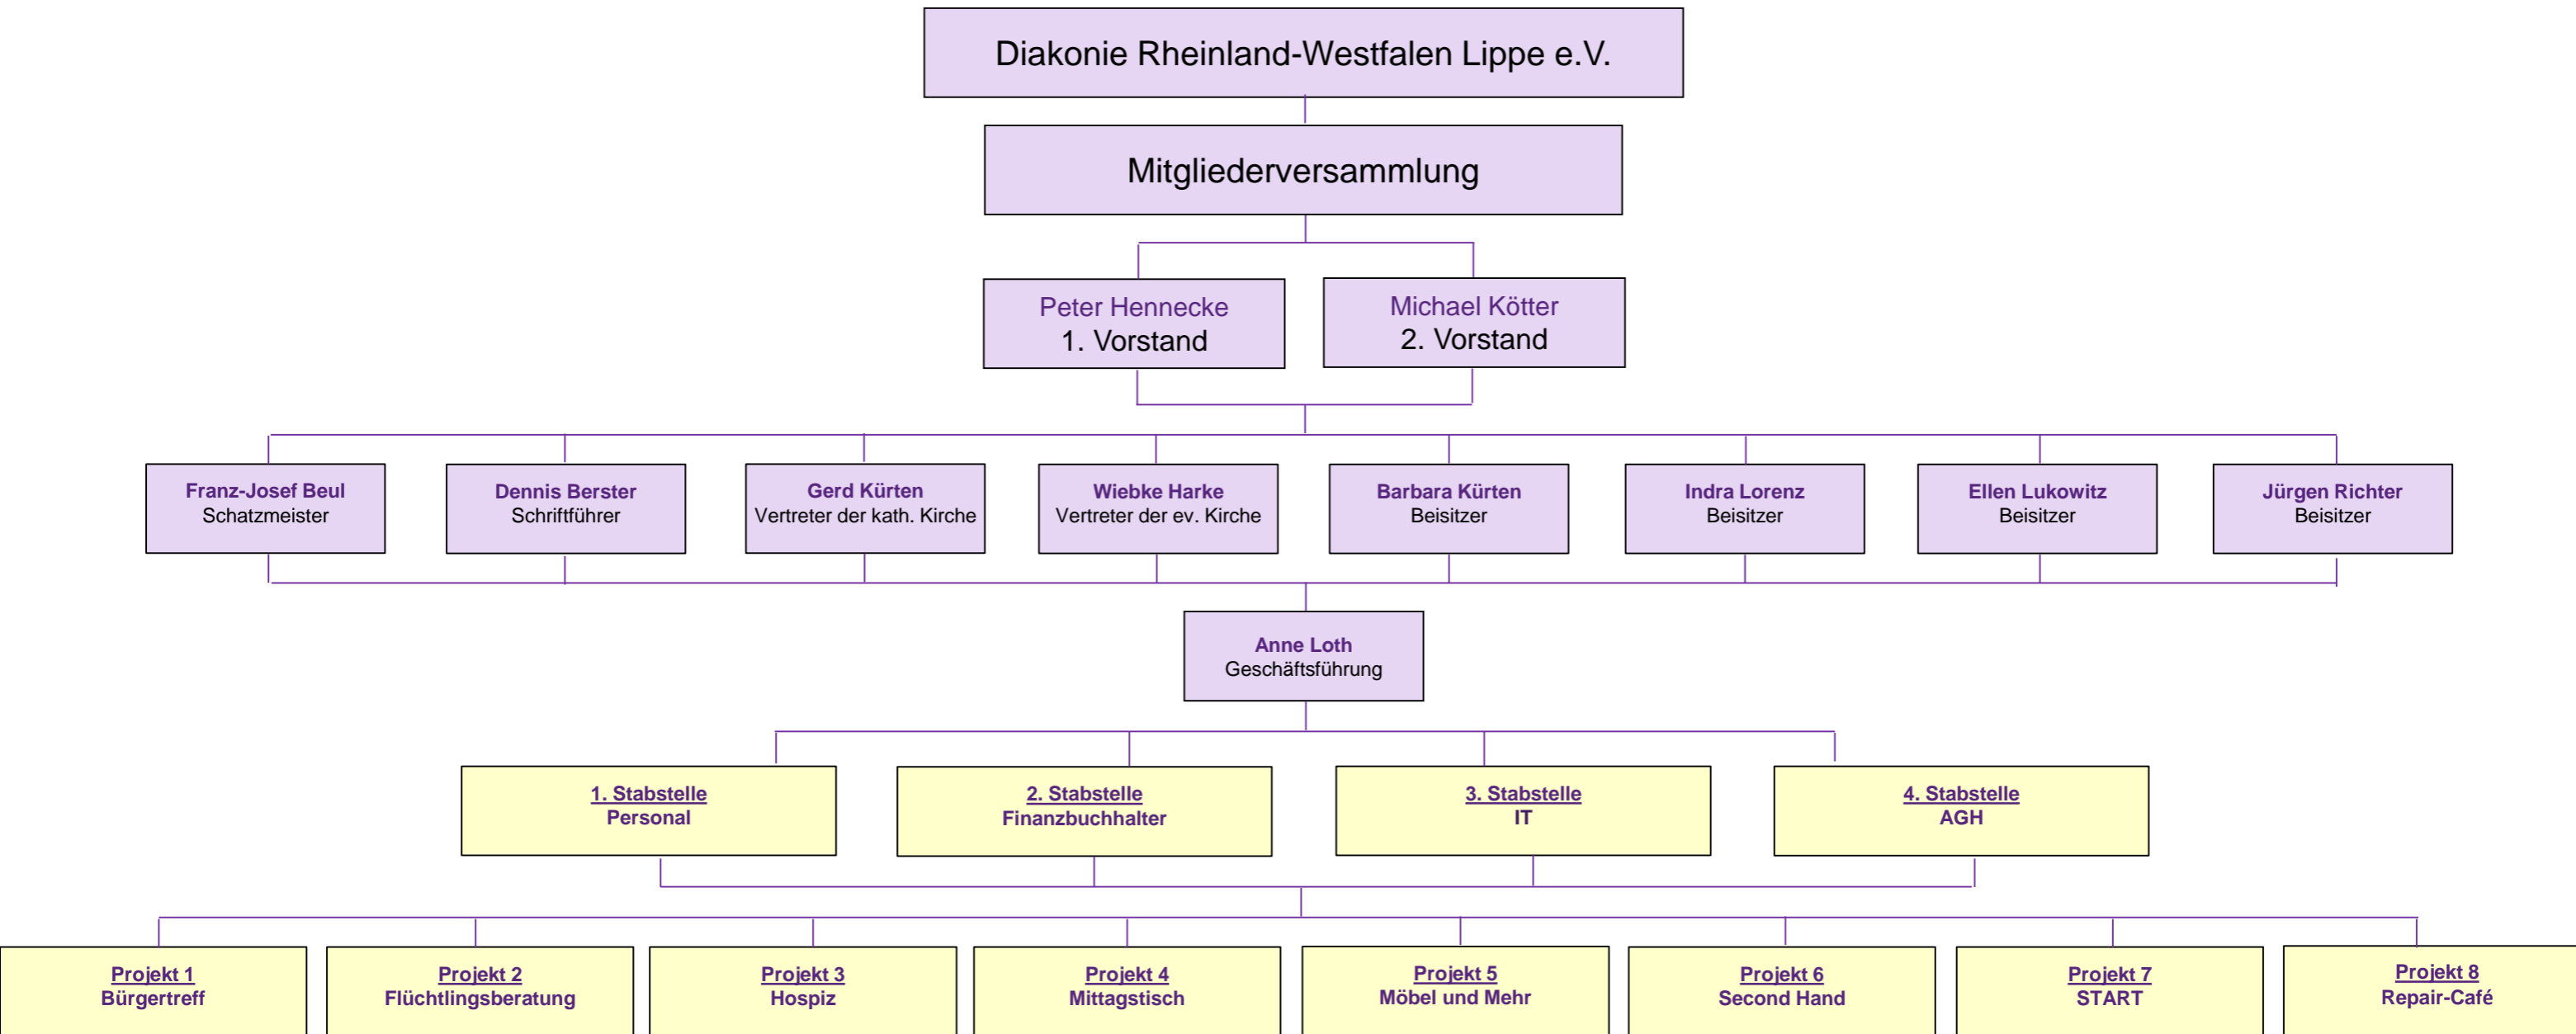 Diakonie Rheinland-Westfalen Lippe e.V.
Mitgliederversammlung
Peter Hennecke
1. Vorstand
Michael Kötter
2. Vorstand
Franz-Josef Beul
Schatzmeister
Dennis Berster
Schriftführer
Gerd Kürten
Vertreter der kath. Kirche
Wiebke Harke
Vertreter der ev. Kirche
Barbara Kürten
Beisitzer
Indra Lorenz
Beisitzer
Ellen Lukowitz
Beisitzer
Jürgen Richter
Beisitzer
Anne Loth
Geschäftsführung
1. Stabstelle
Personal
2. Stabstelle
Finanzbuchhalter
3. Stabstelle
IT
4. Stabstelle
AGH
Projekt 1
Bürgertreff
Projekt 2
Flüchtlingsberatung
Projekt 3
Hospiz
Projekt 4
Mittagstisch
Projekt 5
Möbel und Mehr
Projekt 6
Second Hand
Projekt 7
START
Projekt 8
Repair-Café